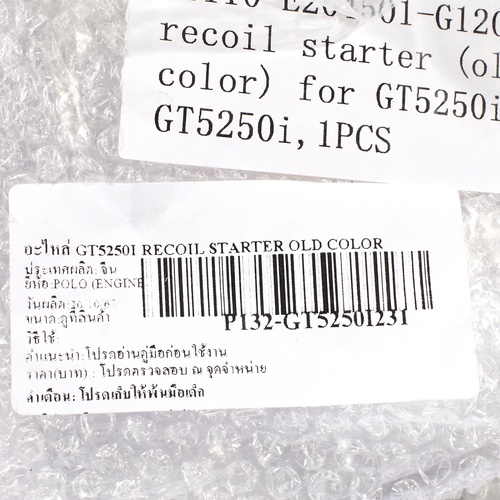 recoil starter (ol
color) for GT5250i
GT5250i,1PCS
อะไหล่ GT5250I RECOIL STARTER OLD COLOR
ประเทศผลิต: จีน
ยี่ห้อ:POLO (ENGINE
วันผลิต:20/10/67
ขนาด:ดูที่สินค้า
P132-GT5250I231
วิธีใช้:
คำแนะนำ:โปรดอ่านคู่มือก่อนใช้งาน
ราคา(บาท) : โปรดตรวจสอบ ณ จุดจำหน่าย
คำเตือน:โปรดเก็บให้พ้นมือเด็ก